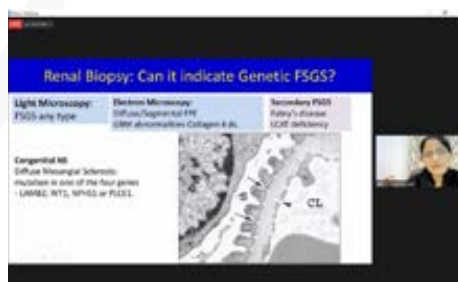 Renal Biopsy: Can it indicate Genetic FSGS?
Light Microscopy:
FSGS any type
Electron Microscopy:
Diffuse/Segmental FPE
GBM abnormalities-Collagen 4
Secondary FSGS
Fabry's disease
LCAT deficiency
Congenital NS
Diffuse Mesangial Sclerosis:
mutation in one of the four genes
- LAMB2, WT1, NPHS1 or PLCE1.
CL